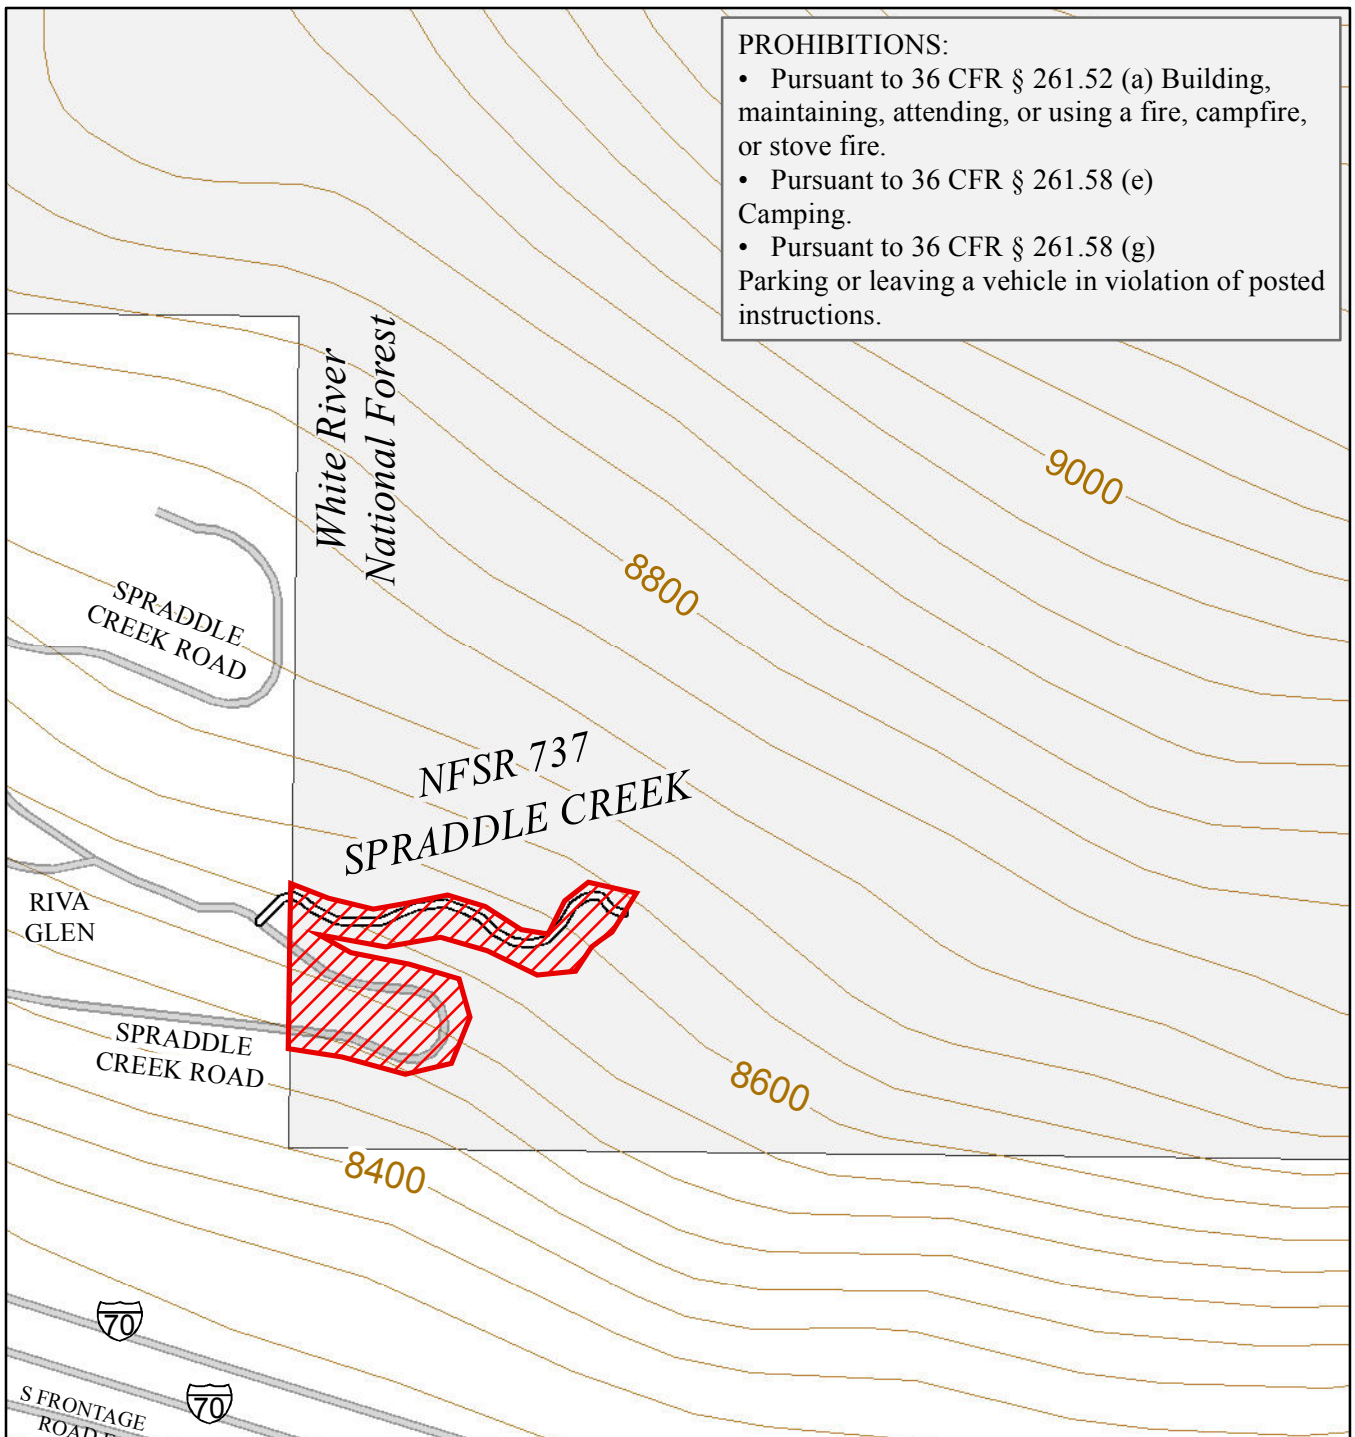 PROHIBITIONS:
• Pursuant to 36 CFR § 261.52 (a) Building,
maintaining, attending, or using a fire, campfire,
or stove fire.
• Pursuant to 36 CFR § 261.58 (e)
Camping.
• Pursuant to 36 CFR § 261.58 (g)
Parking or leaving a vehicle in violation of posted
instructions.
White River
National Forest
9000
8800
SPRADDLE
CREEK ROAD
NFSR 737
SPRADDLE CREEK
RIVA
GLEN
SPRADDLE
CREEK ROAD
8600
8400
70
70
S FRONTAGE
ROAD